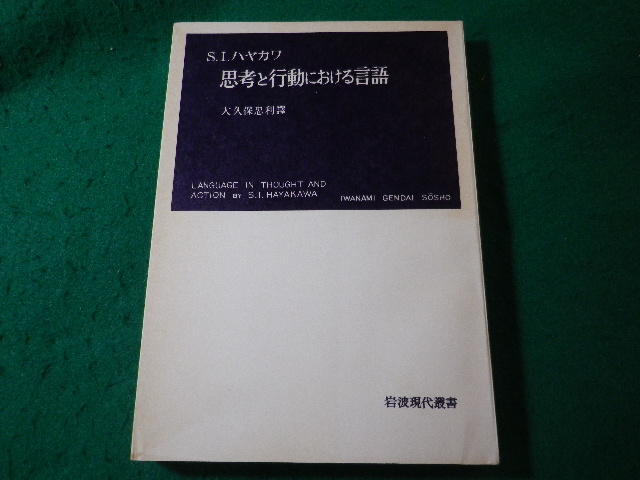 S.I.ハヤカワ
思考と行動における言語
大久保忠利譯
LANGUAGE IN THOUGHT AND
ACTION BY S.I. HAYAKAWA
IWANAMI GENDAI SŌSHO
岩波現代叢書